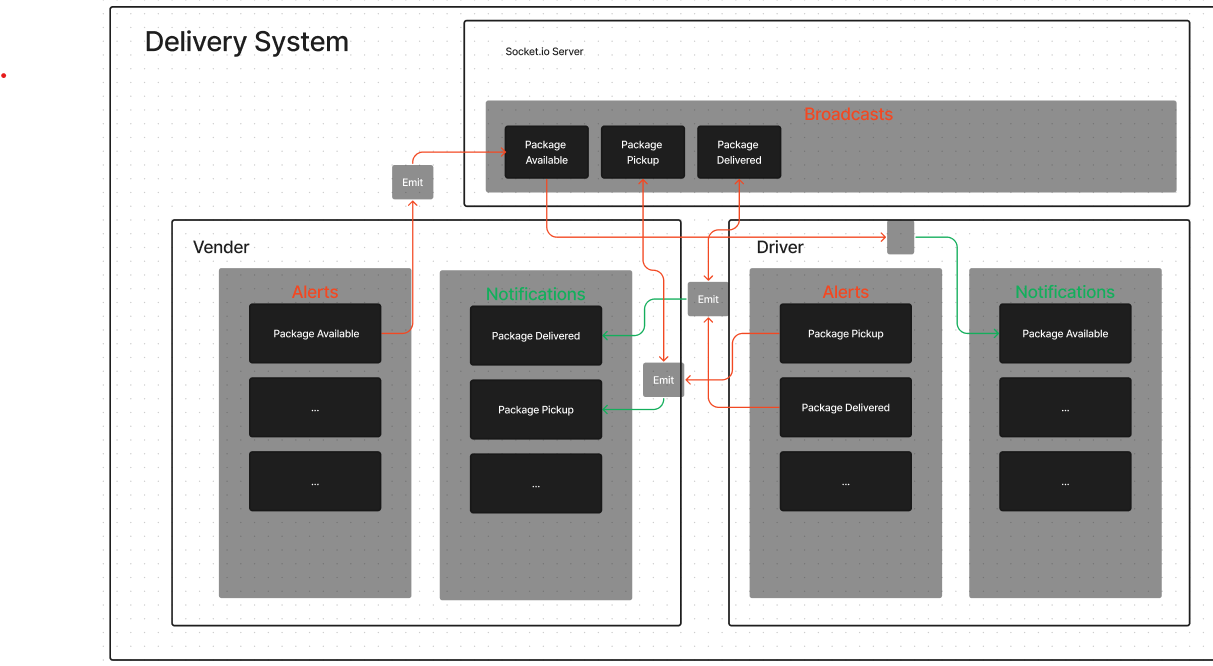 Delivery System
Socket.io Server
Broadcasts
Package
Available
Package
Pickup
Package
Delivered
Emit
Vender
Alerts
Package Available
...
...
Notifications
Package Delivered
Package Pickup
...
Emit
Emit
Driver
Alerts
Package Pickup
Package Delivered
...
Notifications
Package Available
...
...